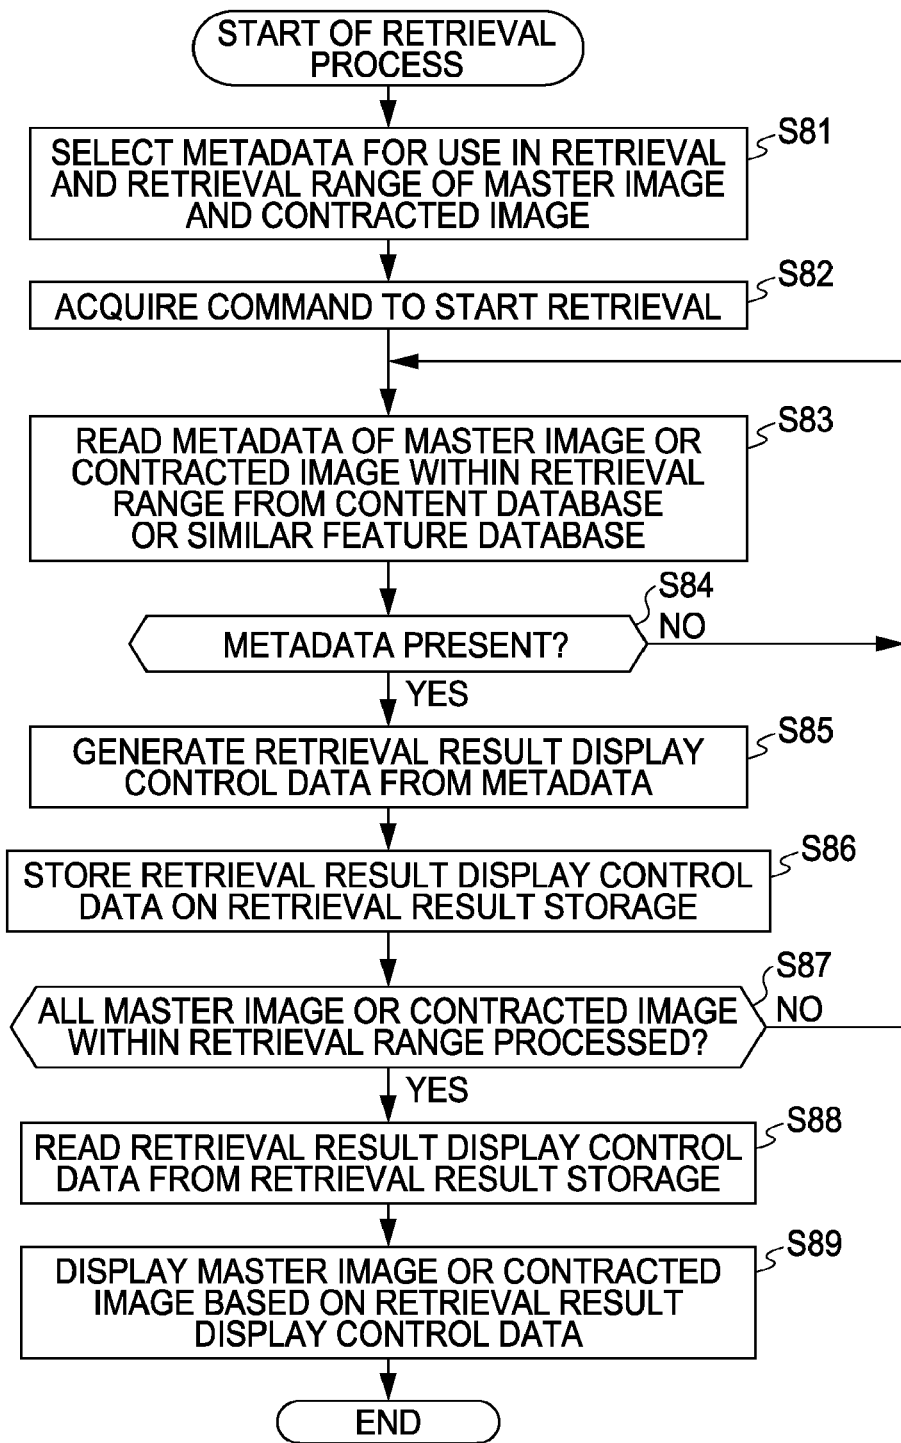 START OF RETRIEVAL
PROCESS
S81
SELECT METADATA FOR USE IN RETRIEVAL
AND RETRIEVAL RANGE OF MASTER IMAGE
AND CONTRACTED IMAGE
S82
ACQUIRE COMMAND TO START RETRIEVAL
S83
READ METADATA OF MASTER IMAGE OR
CONTRACTED IMAGE WITHIN RETRIEVAL
RANGE FROM CONTENT DATABASE
OR SIMILAR FEATURE DATABASE
S84
METADATA PRESENT?
NO
YES
S85
GENERATE RETRIEVAL RESULT DISPLAY
CONTROL DATA FROM METADATA
S86
STORE RETRIEVAL RESULT DISPLAY CONTROL
DATA ON RETRIEVAL RESULT STORAGE
S87
ALL MASTER IMAGE OR CONTRACTED IMAGE
WITHIN RETRIEVAL RANGE PROCESSED?
NO
YES
S88
READ RETRIEVAL RESULT DISPLAY CONTROL
DATA FROM RETRIEVAL RESULT STORAGE
S89
DISPLAY MASTER IMAGE OR CONTRACTED
IMAGE BASED ON RETRIEVAL RESULT
DISPLAY CONTROL DATA
END